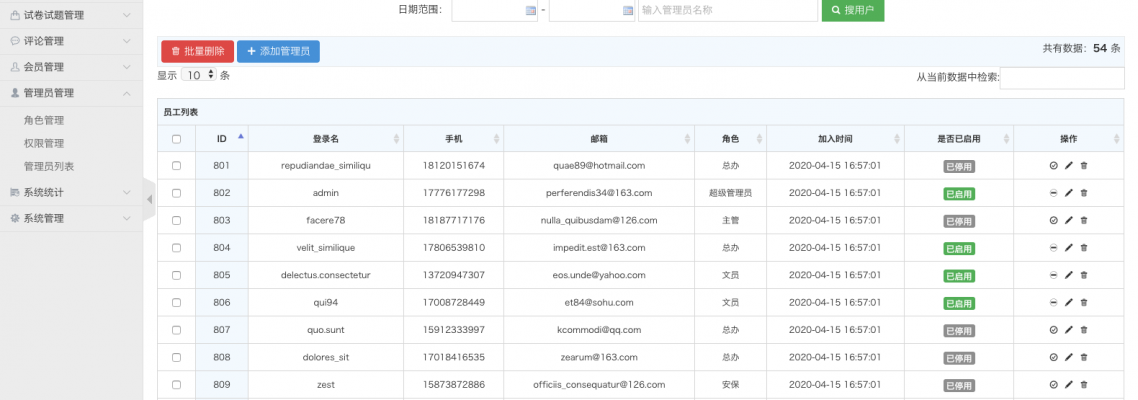 日期范围: - 输入管理员名称 搜用户
试卷试题管理
评论管理
会员管理
管理员管理
角色管理
权限管理
管理员列表
系统统计
系统管理
批量删除 添加管理员 共有数据: 54 条
显示 10 条 从当前数据中检索:
员工列表
ID 登录名 手机 邮箱 角色 加入时间 是否已启用 操作
801 repudiandae_similiqu 18120151674 quae89@hotmail.com 总办 2020-04-15 16:57:01 已停用
802 admin 17776177298 perferendis34@163.com 超级管理员 2020-04-15 16:57:01 已启用
803 facere78 18187717176 nulla_quibusdam@126.com 主管 2020-04-15 16:57:01 已停用
804 velit_similique 17806539810 impedit.est@163.com 总办 2020-04-15 16:57:01 已启用
805 delectus.consectetur 13720947307 eos.unde@yahoo.com 文员 2020-04-15 16:57:01 已启用
806 qui94 17008728449 et84@sohu.com 文员 2020-04-15 16:57:01 已启用
807 quo.sunt 15912333997 kcommodi@qq.com 总办 2020-04-15 16:57:01 已停用
808 dolores_sit 17018416535 zearum@163.com 总办 2020-04-15 16:57:01 已停用
809 zest 15873872886 officiis_consequatur@126.com 安保 2020-04-15 16:57:01 已停用